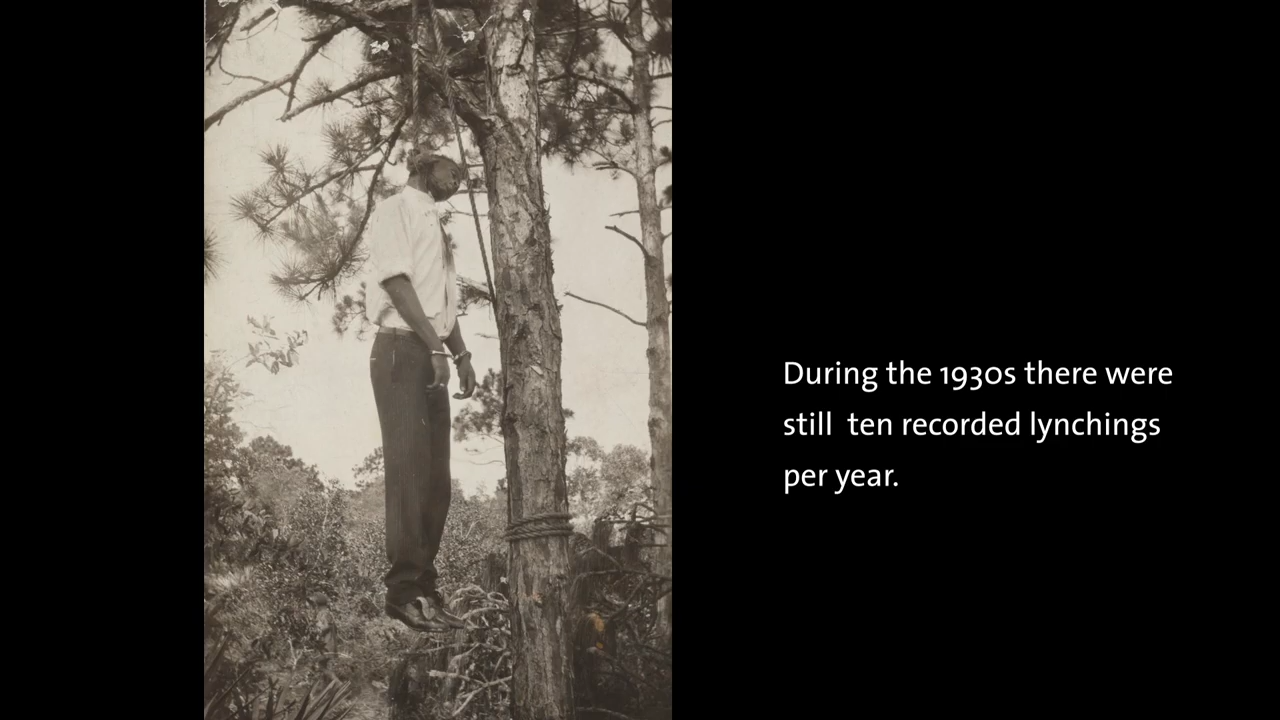 During the 1930s there were
still  ten recorded lynchings
per year.